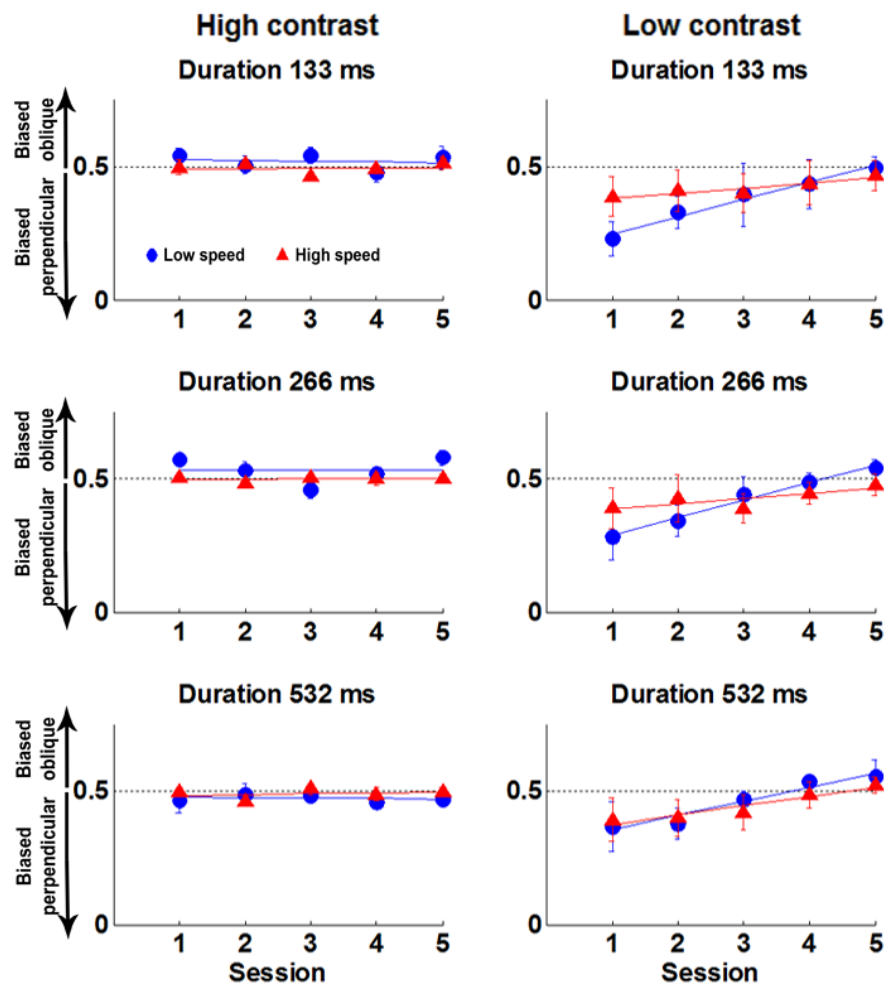 High contrast
Low contrast
Duration 133 ms
Duration 133 ms
Biased oblique
Biased perpendicular
0.5
0
Low speed
High speed
1 2 3 4 5
0.5
0
1 2 3 4 5
Duration 266 ms
Duration 266 ms
Biased oblique
Biased perpendicular
0.5
0
1 2 3 4 5
0.5
0
1 2 3 4 5
Duration 532 ms
Duration 532 ms
Biased oblique
Biased perpendicular
0.5
0
1 2 3 4 5
Session
0.5
0
1 2 3 4 5
Session